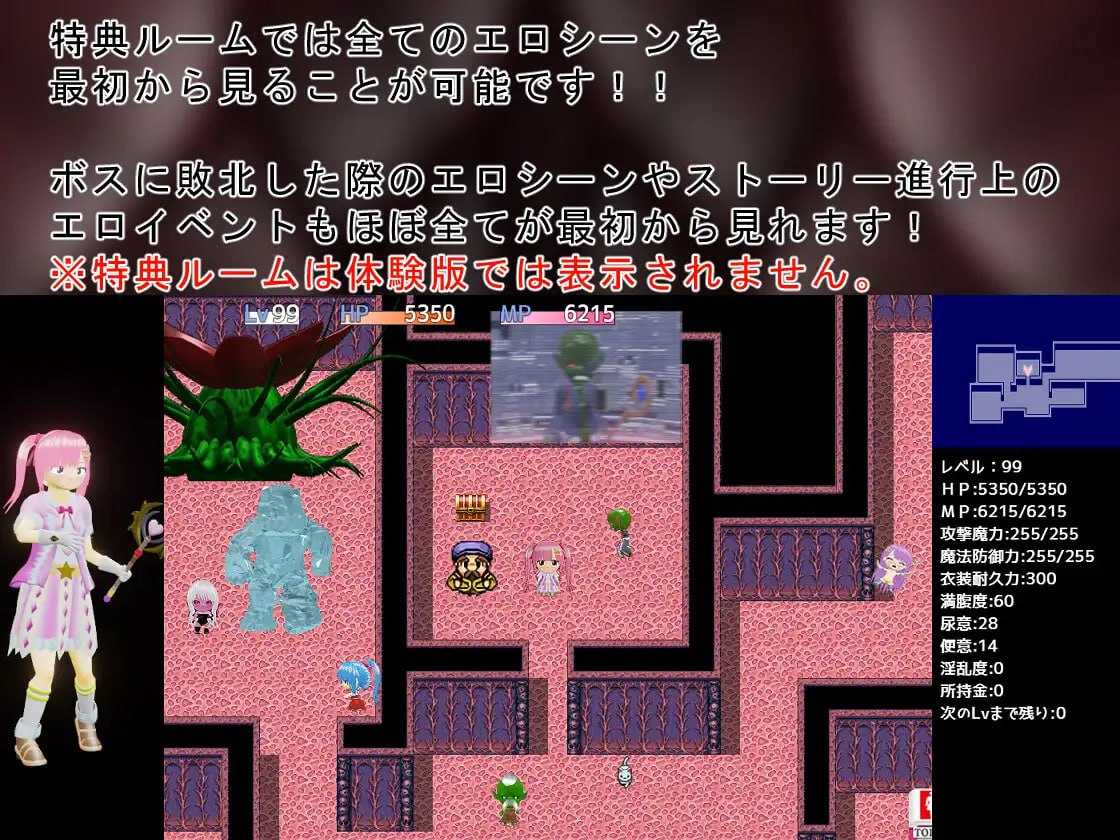 特典ルームでは全てのエロシーンを
最初から見ることが可能です！！
ボスに敗北した際のエロシーンやストーリー進行上の
エロイベントもほぼ全てが最初から見れます！
※特典ルームは体験版では表示されません。
Lv99 HP 5350 MP 6215
レベル：99
ＨＰ:5350/5350
ＭＰ:6215/6215
攻撃魔力:255/255
魔法防御力:255/255
衣装耐久力:300
満腹度:60
尿意:28
便意:14
淫乱度:0
所持金:0
次のLvまで残り:0